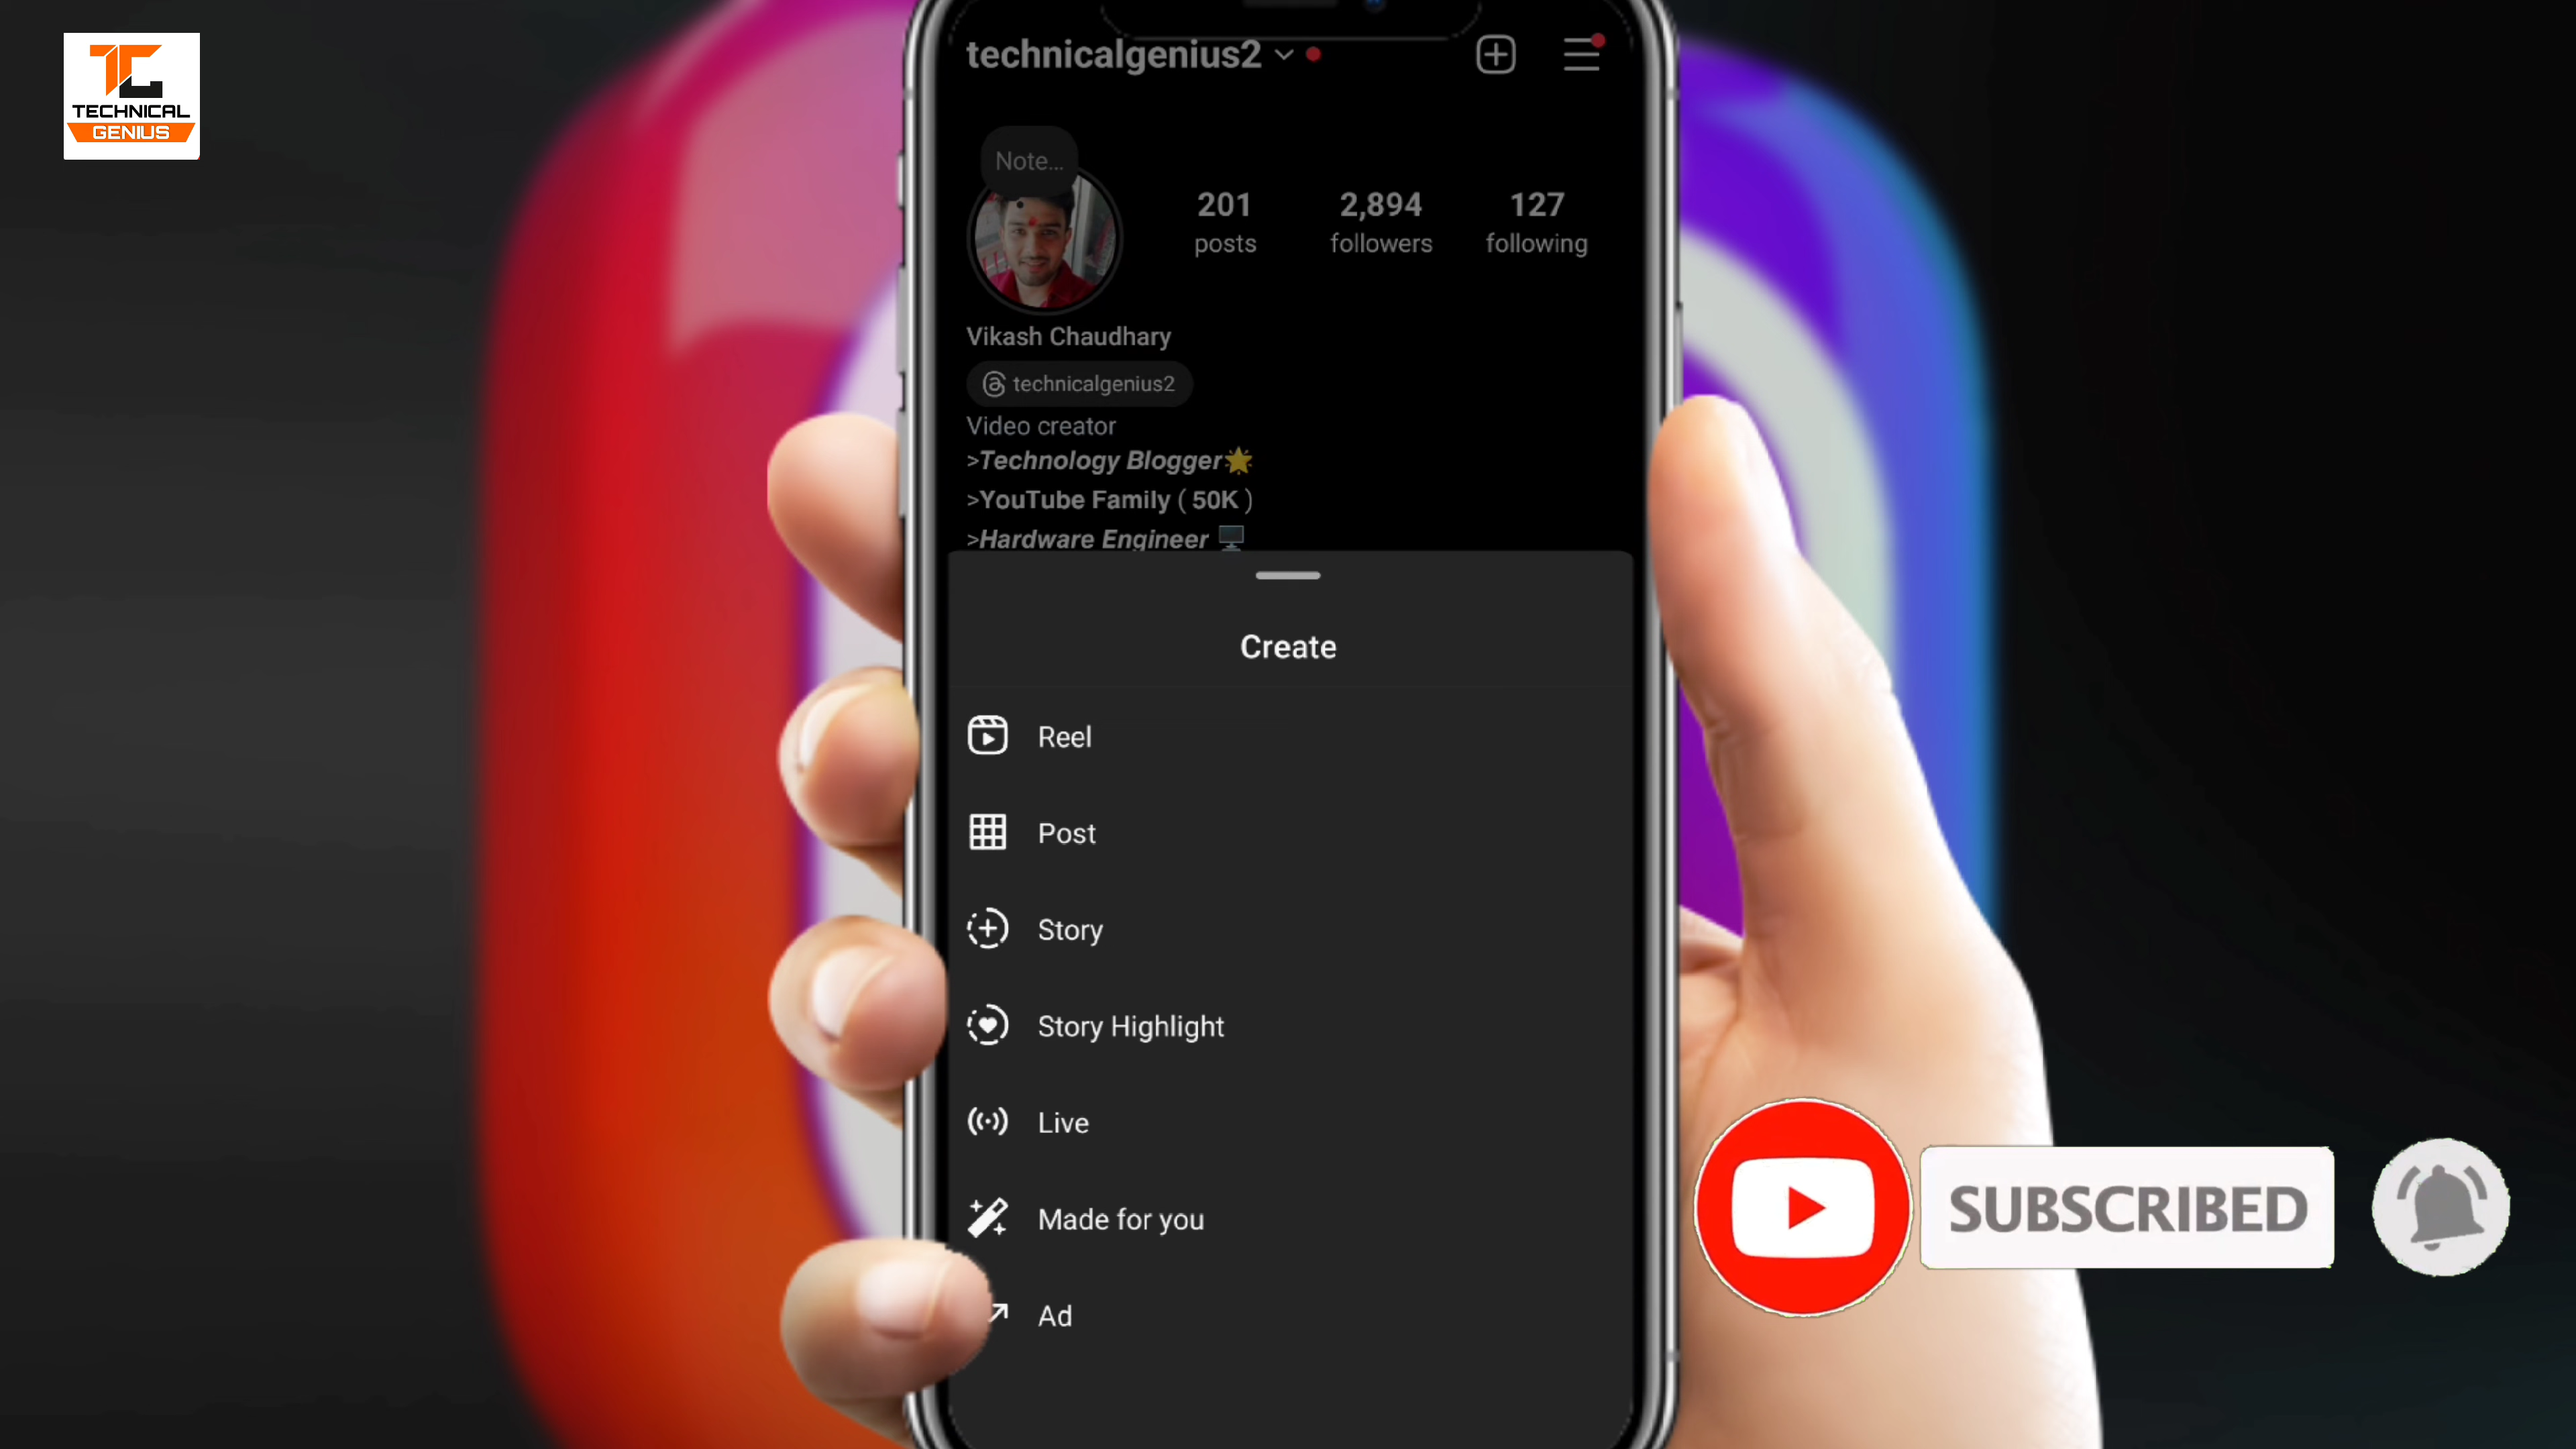 TECHNICAL
GENIUS
technicalgenius2
Note...
201
posts
2,894
followers
127
following
Vikash Chaudhary
technicalgenius2
Video creator
>Technology Blogger🌟
>YouTube Family ( 50K )
>Hardware Engineer 🖥️
Create
Reel
Post
Story
Story Highlight
Live
Made for you
Ad
SUBSCRIBED